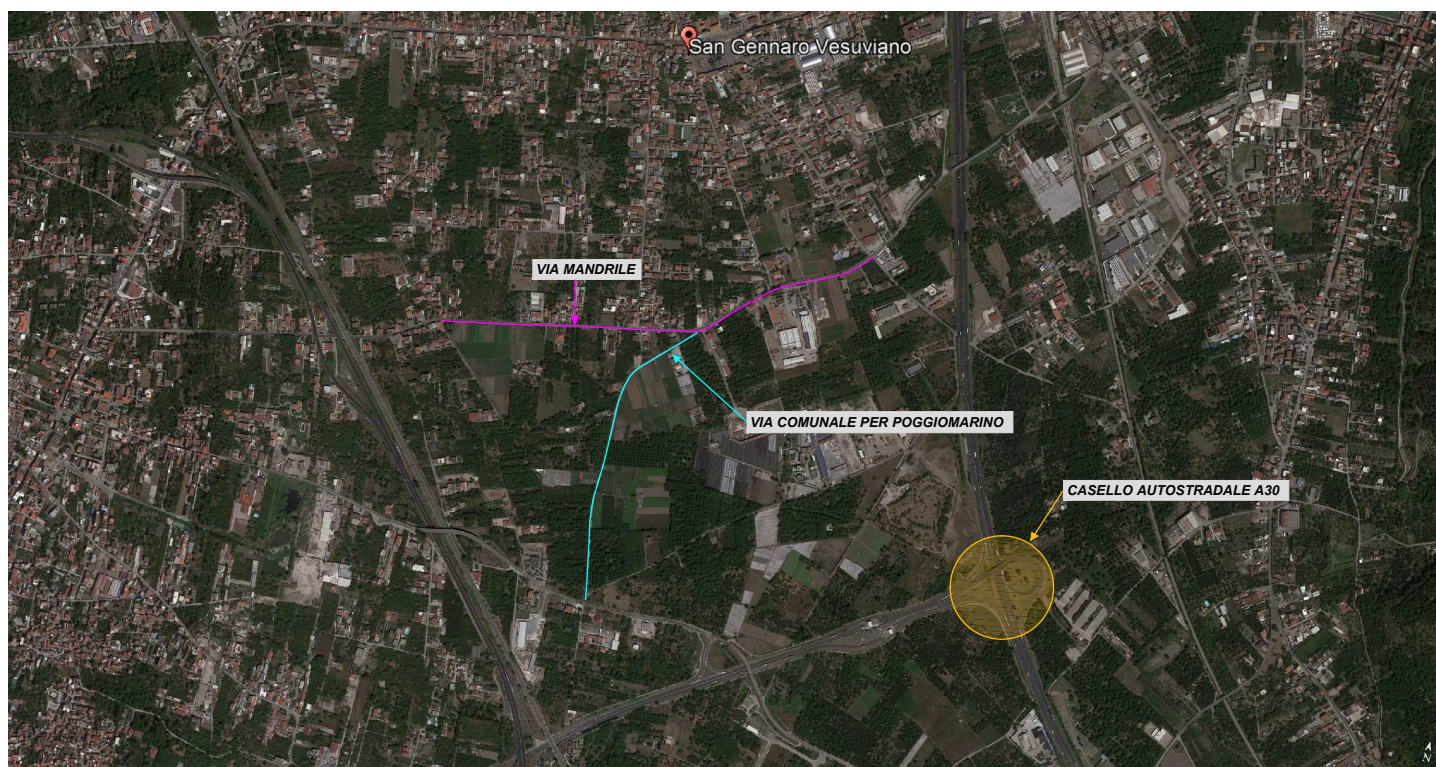 San Gennaro Vesuviano
VIA MANDRILE
VIA COMUNALE PER POGGIOMARINO
CASELLO AUTOSTRADALE A30
N